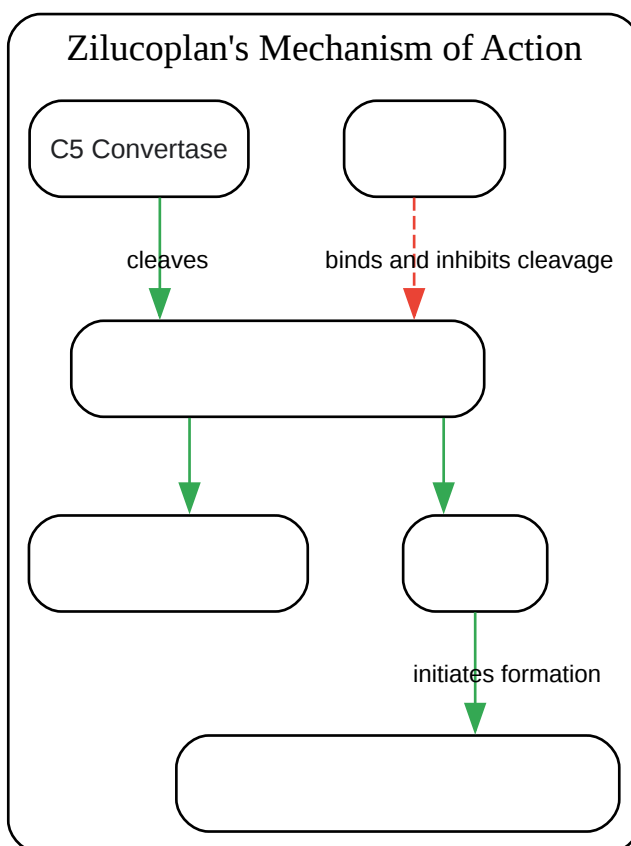 Zilucoplan's Mechanism of Action
C5 Convertase
cleaves
binds and inhibits cleavage
initiates formation